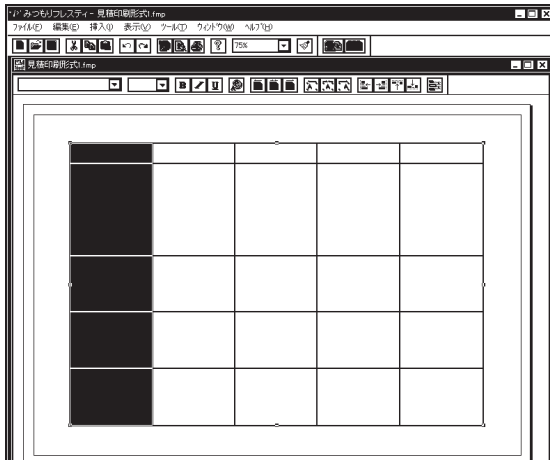 みつもりフレスティー - 見積印刷形式1.fmp
ファイル(F) 編集(E) 挿入(I) 表示(V) ツール(T) ウィンドウ(W) ヘルプ(H)
75%
見積印刷形式1.fmp
B I U